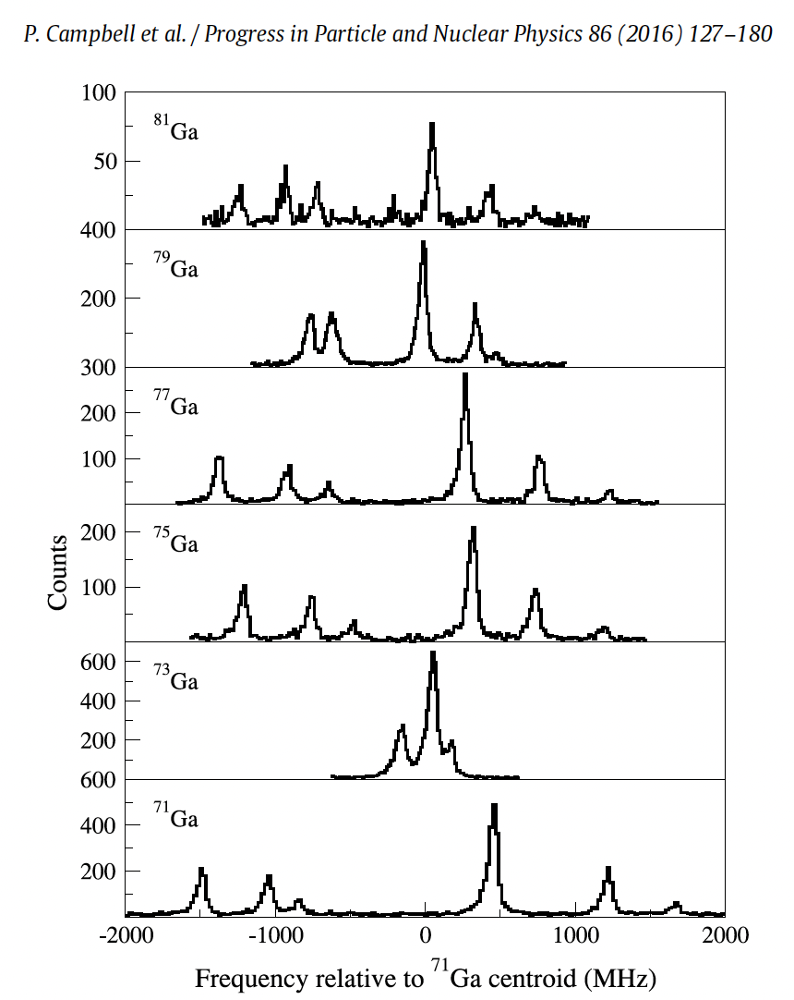 P. Campbell et al. / Progress in Particle and Nuclear Physics 86 (2016) 127–180
100
⁸¹Ga
50
400
⁷⁹Ga
200
300
⁷⁷Ga
200
100
200
⁷⁵Ga
Counts
100
600
⁷³Ga
400
200
600
⁷¹Ga
400
200
-2000 -1000 0 1000 2000
Frequency relative to ⁷¹Ga centroid (MHz)